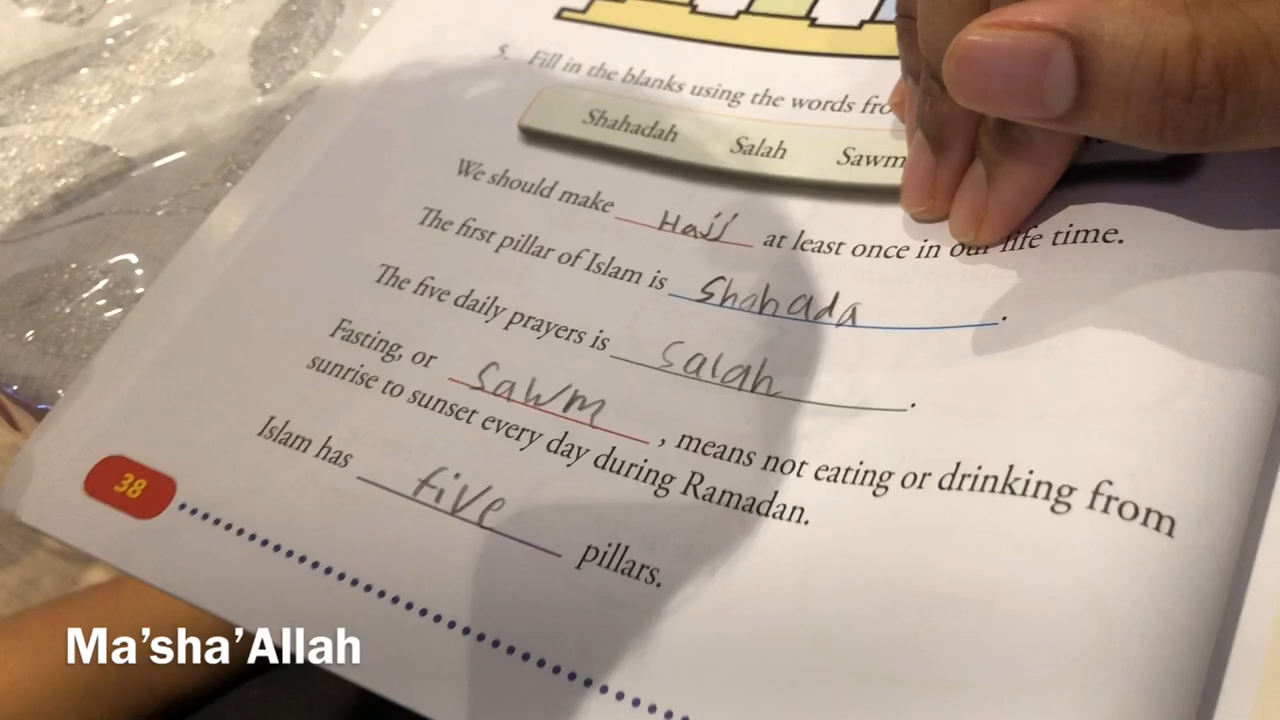 5. Fill in the blanks using the words fro
Shahadah Salah Sawm
We should make Hajj at least once in our life time.
The first pillar of Islam is Shahada.
The five daily prayers is Salah.
Fasting, or Sawm, means not eating or drinking from
sunrise to sunset every day during Ramadan.
Islam has five pillars.
38
Ma'sha'Allah